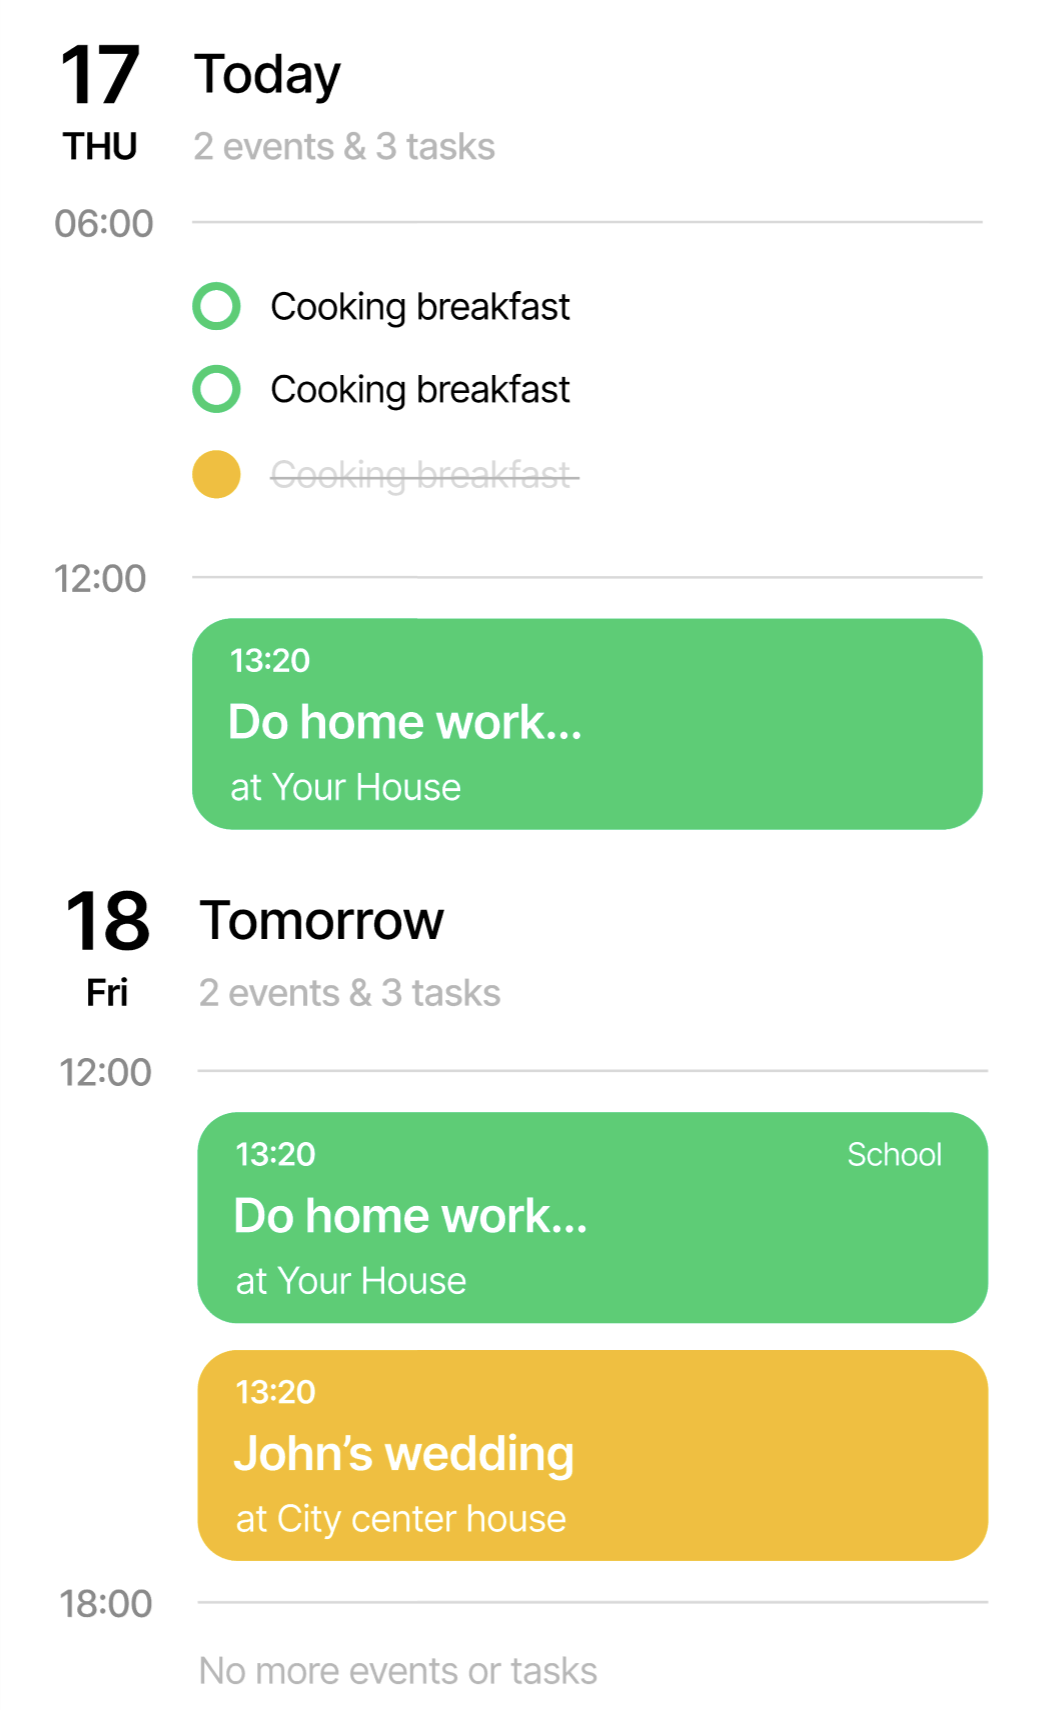 17 Today
THU 2 events & 3 tasks
06:00
Cooking breakfast
Cooking breakfast
Cooking breakfast
12:00
13:20
Do home work...
at Your House
18 Tomorrow
Fri 2 events & 3 tasks
12:00
13:20 School
Do home work...
at Your House
13:20
John’s wedding
at City center house
18:00
No more events or tasks